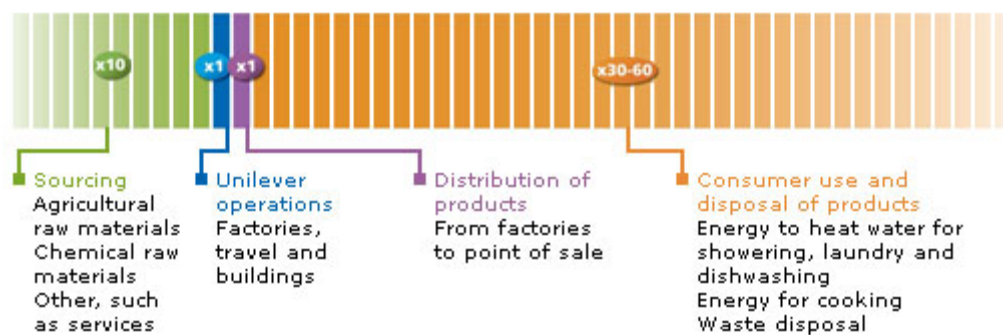 x10
x1
x1
x30-60
Sourcing
Agricultural
raw materials
Chemical raw
materials
Other, such
as services
Unilever
operations
Factories,
travel and
buildings
Distribution of
products
From factories
to point of sale
Consumer use and
disposal of products
Energy to heat water for
showering, laundry and
dishwashing
Energy for cooking
Waste disposal